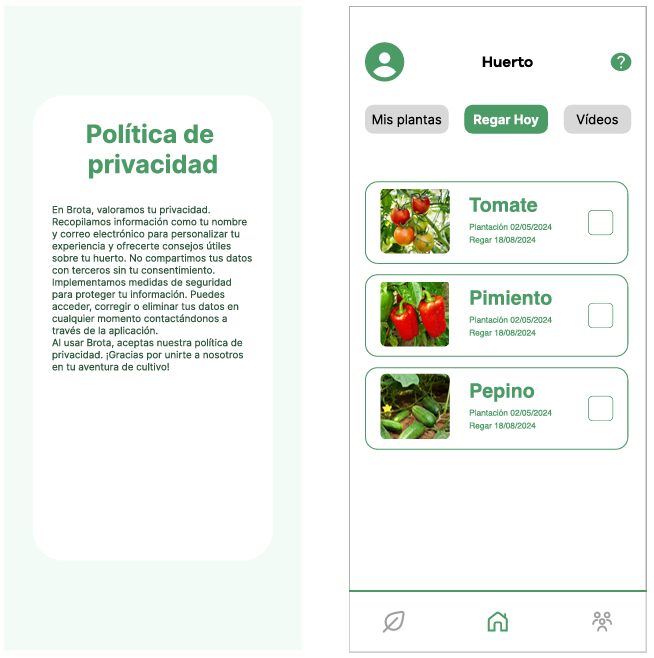 Política de
privacidad
En Brota, valoramos tu privacidad.
Recopilamos información como tu nombre
y correo electrónico para personalizar tu
experiencia y ofrecerte consejos útiles
sobre tu huerto. No compartimos tus datos
con terceros sin tu consentimiento.
Implementamos medidas de seguridad
para proteger tu información. Puedes
acceder, corregir o eliminar tus datos en
cualquier momento contactándonos a
través de la aplicación.
Al usar Brota, aceptas nuestra política de
privacidad. ¡Gracias por unirte a nosotros
en tu aventura de cultivo!
Huerto
?
Mis plantas
Regar Hoy
Vídeos
Tomate
Plantación 02/05/2024
Regar 18/08/2024
Pimiento
Plantación 02/05/2024
Regar 18/08/2024
Pepino
Plantación 02/05/2024
Regar 18/08/2024